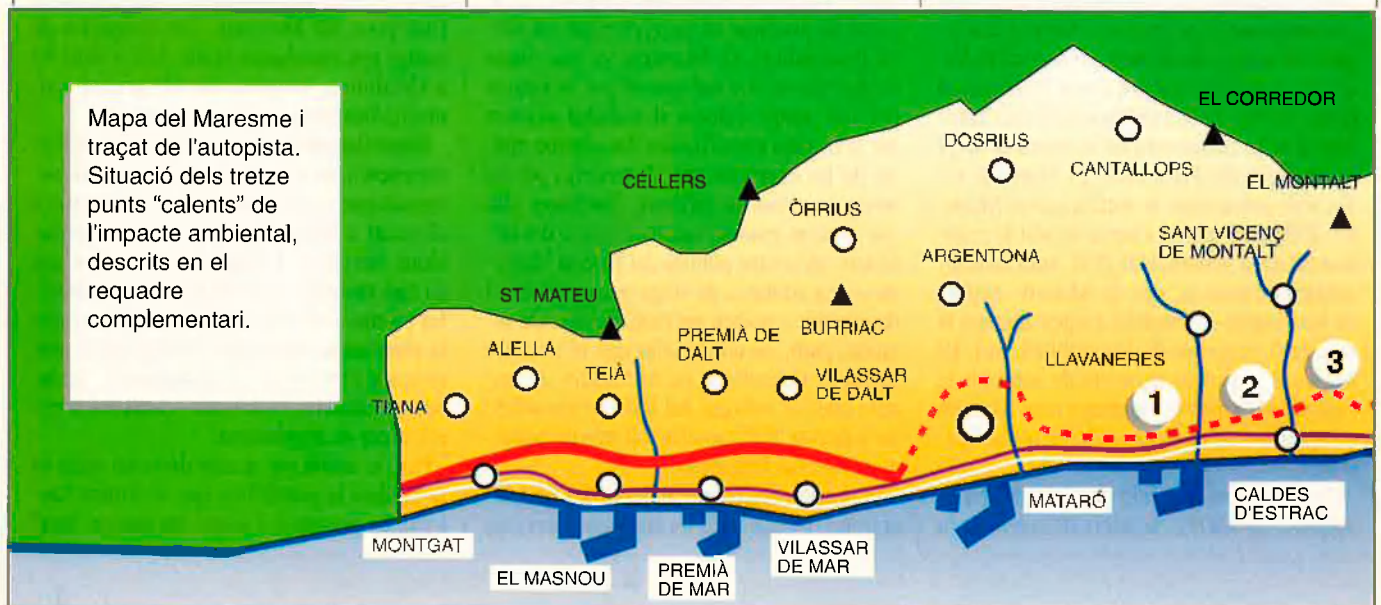 Mapa del Maresme i
traçat de l'autopista.
Situació dels tretze
punts "calents" de
l'impacte ambiental,
descrits en el
requadre
complementari.
EL CORREDOR
DOSRIUS
CANTALLOPS
CÉLLERS
EL MONTALT
ÒRRIUS
SANT VICENÇ
DE MONTALT
ARGENTONA
ST. MATEU
BURRIAC
PREMIÀ DE
DALT
ALELLA
LLAVANERES
TEIÀ
VILASSAR
DE DALT
TIANA
1
2
3
MONTGAT
EL MASNOU
PREMIÀ
DE MAR
VILASSAR
DE MAR
MATARÓ
CALDES
D'ESTRAC